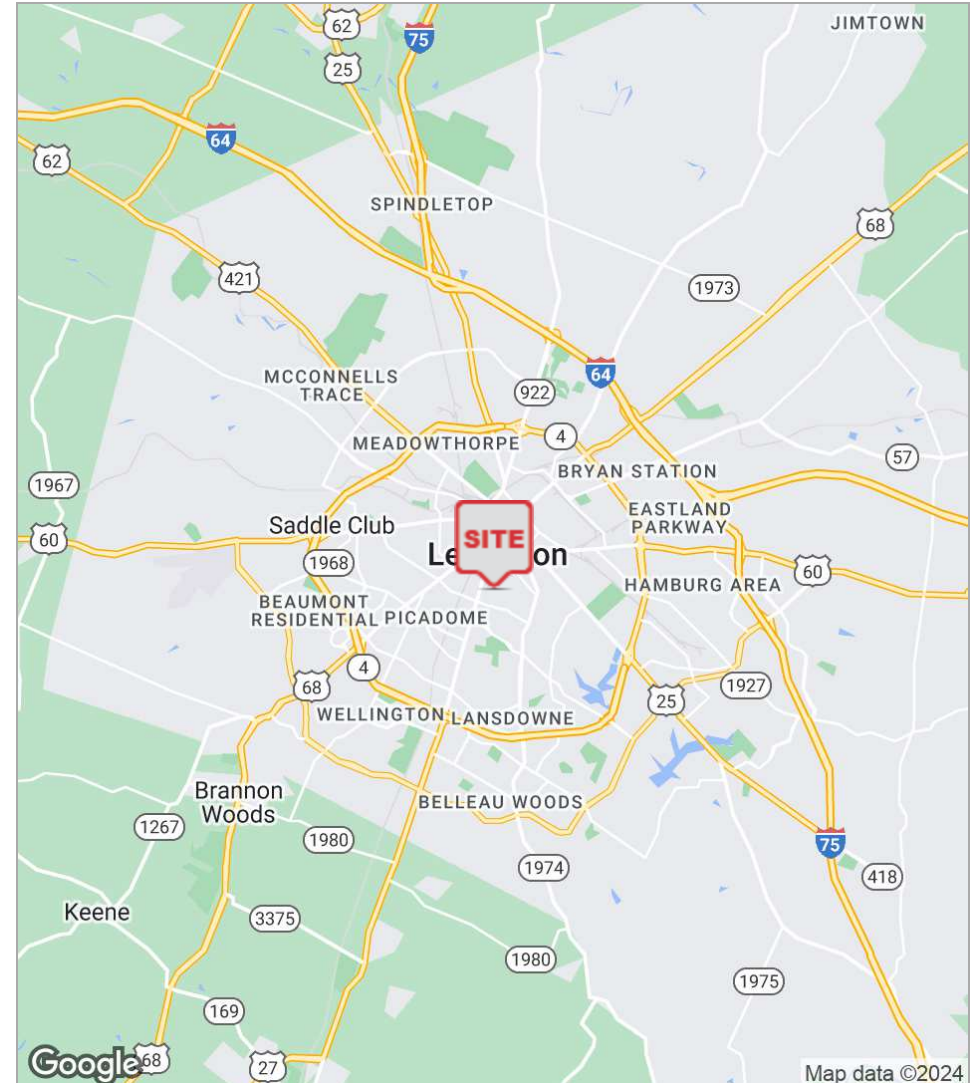 JIMTOWN
62
75
25
64
62
SPINDLETOP
68
421
1973
MCCONNELLS
TRACE
64
922
MEADOWTHORPE
4
BRYAN STATION
57
1967
EASTLAND
PARKWAY
Saddle Club
SITE
60
Le on
1968
60
HAMBURG AREA
BEAUMONT
RESIDENTIAL
PICADOME
4
68
1927
25
WELLINGTON
LANSDOWNE
Brannon
Woods
BELLEAU WOODS
1267
1980
75
1974
418
Keene
3375
1980
1975
169
Google
68
27
Map data ©2024